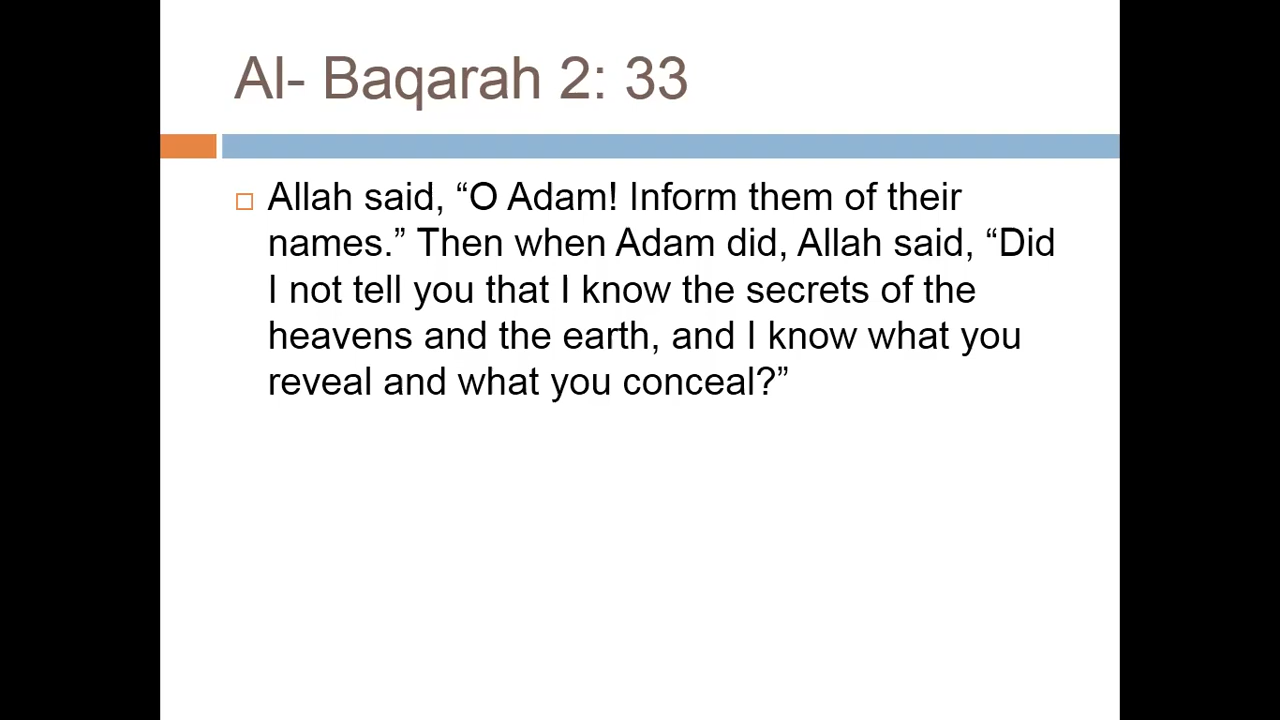 Al- Baqarah 2: 33
Allah said, “O Adam! Inform them of their
names.” Then when Adam did, Allah said, “Did
I not tell you that I know the secrets of the
heavens and the earth, and I know what you
reveal and what you conceal?”